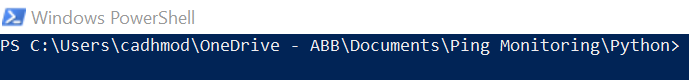 Windows PowerShell
PS C:\Users\cadhmod\OneDrive - ABB\Documents\Ping Monitoring\Python>